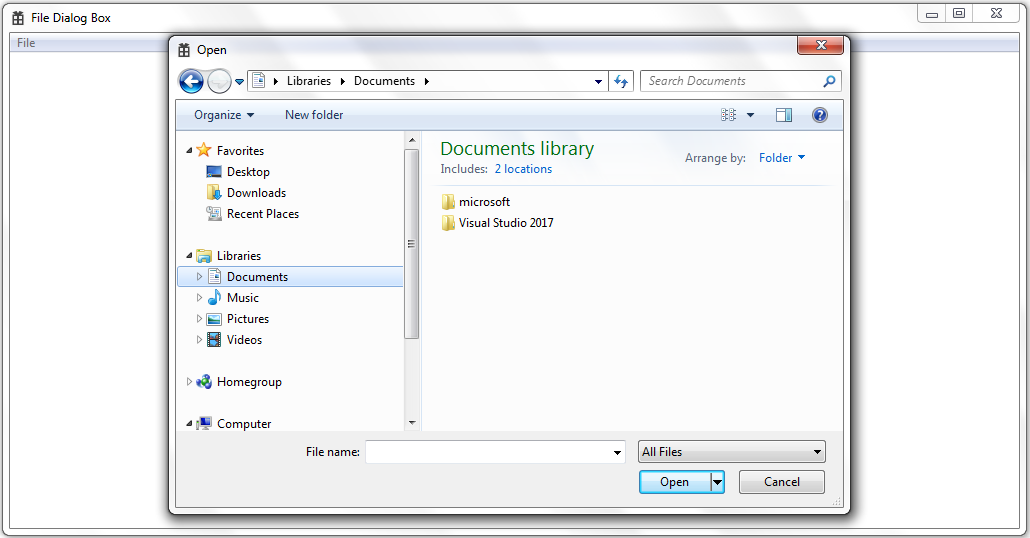 File Dialog Box
File
Open
Libraries Documents
Search Documents
Organize New folder
Favorites
Desktop
Downloads
Recent Places
Libraries
Documents
Music
Pictures
Videos
Homegroup
Computer
Documents library
Includes: 2 locations
Arrange by: Folder
microsoft
Visual Studio 2017
File name:
All Files
Open Cancel